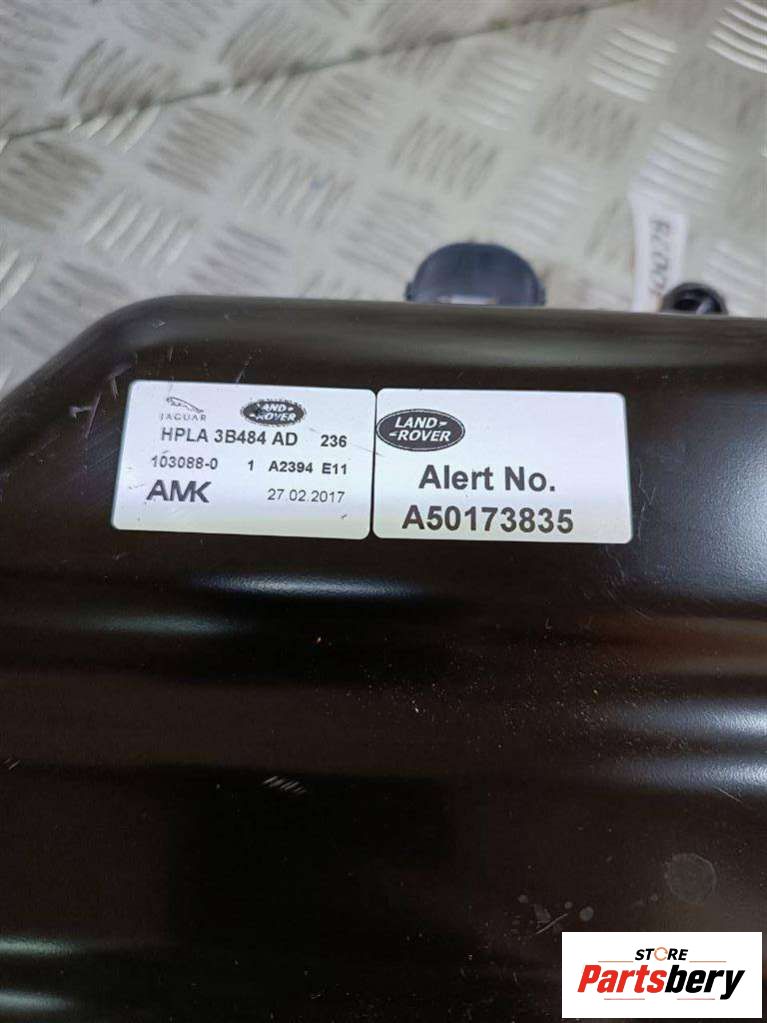 JAGUAR
LAND-
-ROVER
HPLA 3B484 AD 236
103088-0 1 A2394 E11
AMK 27.02.2017
LAND-
-ROVER
Alert No.
A50173835
STORE
Partsbery